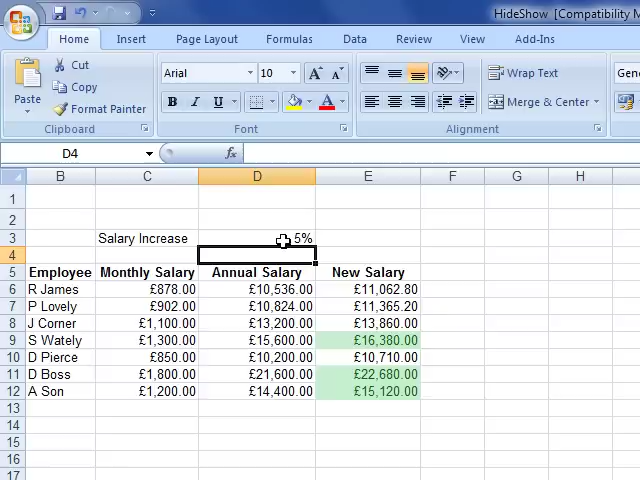 HideShow [Compatibility M
Home Insert Page Layout Formulas Data Review View Add-Ins
Paste Cut Copy Format Painter
Arial 10 A A
B I U A
Wrap Text Gene
Merge & Center
Clipboard Font Alignment
D4 fx
B C D E F G H
1
2
3 Salary Increase 5%
4
5 Employee Monthly Salary Annual Salary New Salary
6 R James £878.00 £10,536.00 £11,062.80
7 P Lovely £902.00 £10,824.00 £11,365.20
8 J Corner £1,100.00 £13,200.00 £13,860.00
9 S Wately £1,300.00 £15,600.00 £16,380.00
10 D Pierce £850.00 £10,200.00 £10,710.00
11 D Boss £1,800.00 £21,600.00 £22,680.00
12 A Son £1,200.00 £14,400.00 £15,120.00
13
14
15
16
17